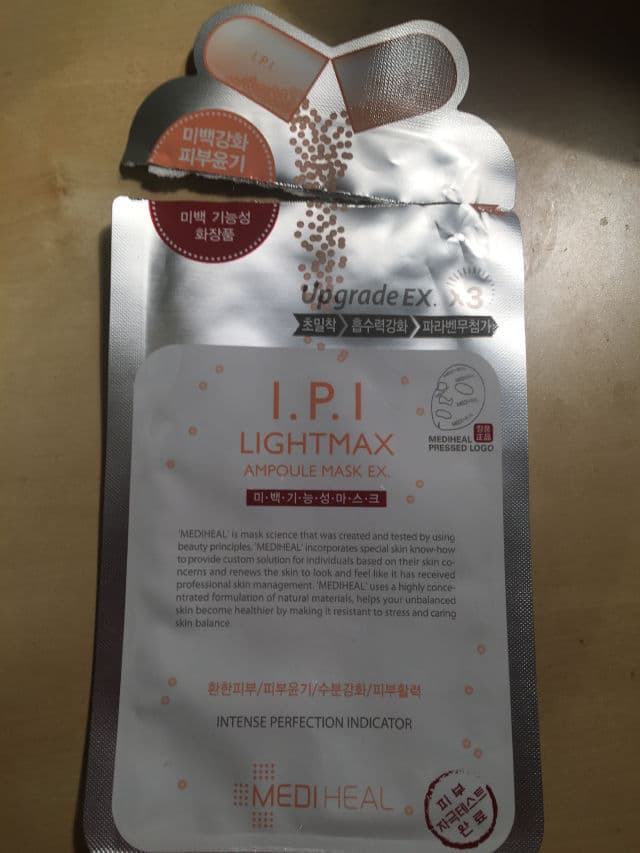 I.P.I
미백강화
피부윤기
미백 기능성
화장품
Upgrade EX. X3
초밀착 흡수력강화 파라벤무첨가
I.P.I
LIGHTMAX
AMPOULE MASK EX.
미·백·기·능·성·마·스·크
MEDIHEAL
PRESSED LOGO
정품
正品
'MEDIHEAL' is mask science that was created and tested by using
beauty principles. 'MEDIHEAL' incorporates special skin know-how
to provide custom solution for individuals based on their skin co-
ncerns and renews the skin to look and feel like it has received
professional skin management. 'MEDIHEAL' uses a highly conce-
ntrated formulation of natural materials, helps your unbalanced
skin become healthier by making it resistant to stress and caring
skin balance.
환한피부/피부윤기/수분강화/피부활력
INTENSE PERFECTION INDICATOR
MEDIHEAL
피부
자극테스트
완료